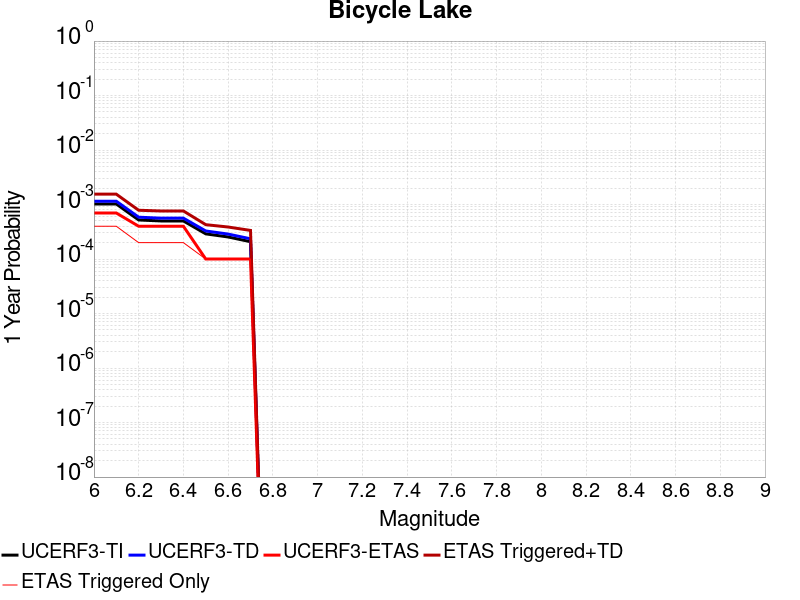 Bicycle Lake
1 Year Probability
10^0
10^-1
10^-2
10^-3
10^-4
10^-5
10^-6
10^-7
10^-8
6 6.2 6.4 6.6 6.8 7 7.2 7.4 7.6 7.8 8 8.2 8.4 8.6 8.8 9
Magnitude
UCERF3-TI UCERF3-TD UCERF3-ETAS ETAS Triggered+TD
ETAS Triggered Only